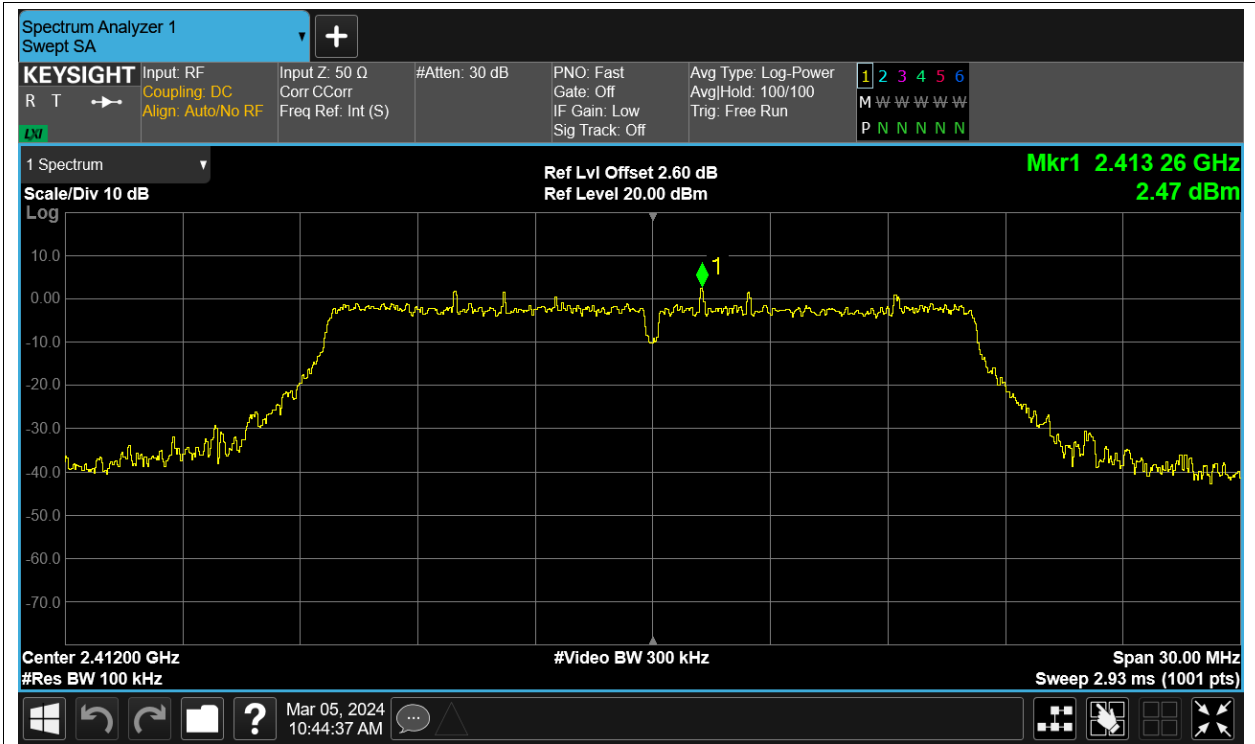 Spectrum Analyzer 1
Swept SA
+
KEYSIGHT
R T
LXI
Input: RF
Coupling: DC
Align: Auto/No RF
Input Z: 50 Ω
Corr CCorr
Freq Ref: Int (S)
#Atten: 30 dB
PNO: Fast
Gate: Off
IF Gain: Low
Sig Track: Off
Avg Type: Log-Power
Avg|Hold: 100/100
Trig: Free Run
1 2 3 4 5 6
M W W W W W
P N N N N N
1 Spectrum
Scale/Div 10 dB
Log
Ref Lvl Offset 2.60 dB
Ref Level 20.00 dBm
Mkr1 2.413 26 GHz
2.47 dBm
10.0
0.00
-10.0
-20.0
-30.0
-40.0
-50.0
-60.0
-70.0
1
Center 2.41200 GHz
#Res BW 100 kHz
#Video BW 300 kHz
Span 30.00 MHz
Sweep 2.93 ms (1001 pts)
?
Mar 05, 2024
10:44:37 AM